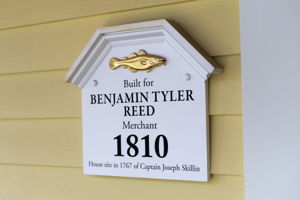 Built for
BENJAMIN TYLER
REED
Merchant
1810
House site in 1767 of Captain Joseph Skillin